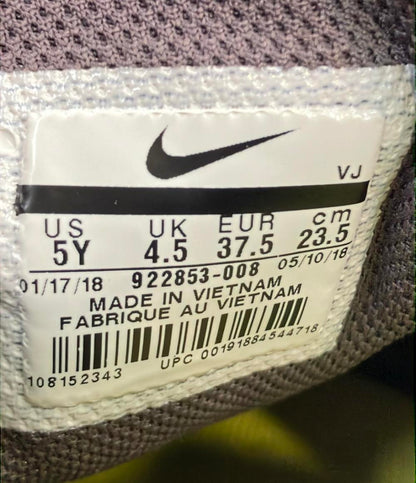 VJ
US UK EUR cm
5Y 4.5 37.5 23.5
01/17/18 922853-008 05/10/18
MADE IN VIETNAM
FABRIQUE AU VIETNAM
108152343 UPC 00191884544718